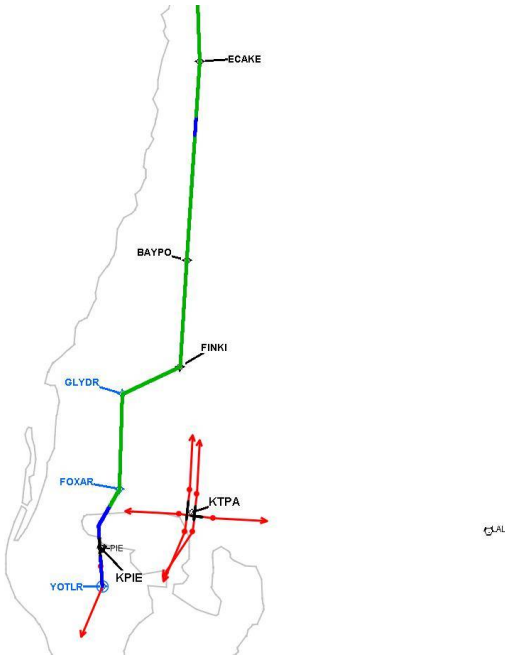 ECAKE
BAYPO
FINKI
GLYDR
FOXAR
KTPA
LAL
PIE
KPIE
YOTLR